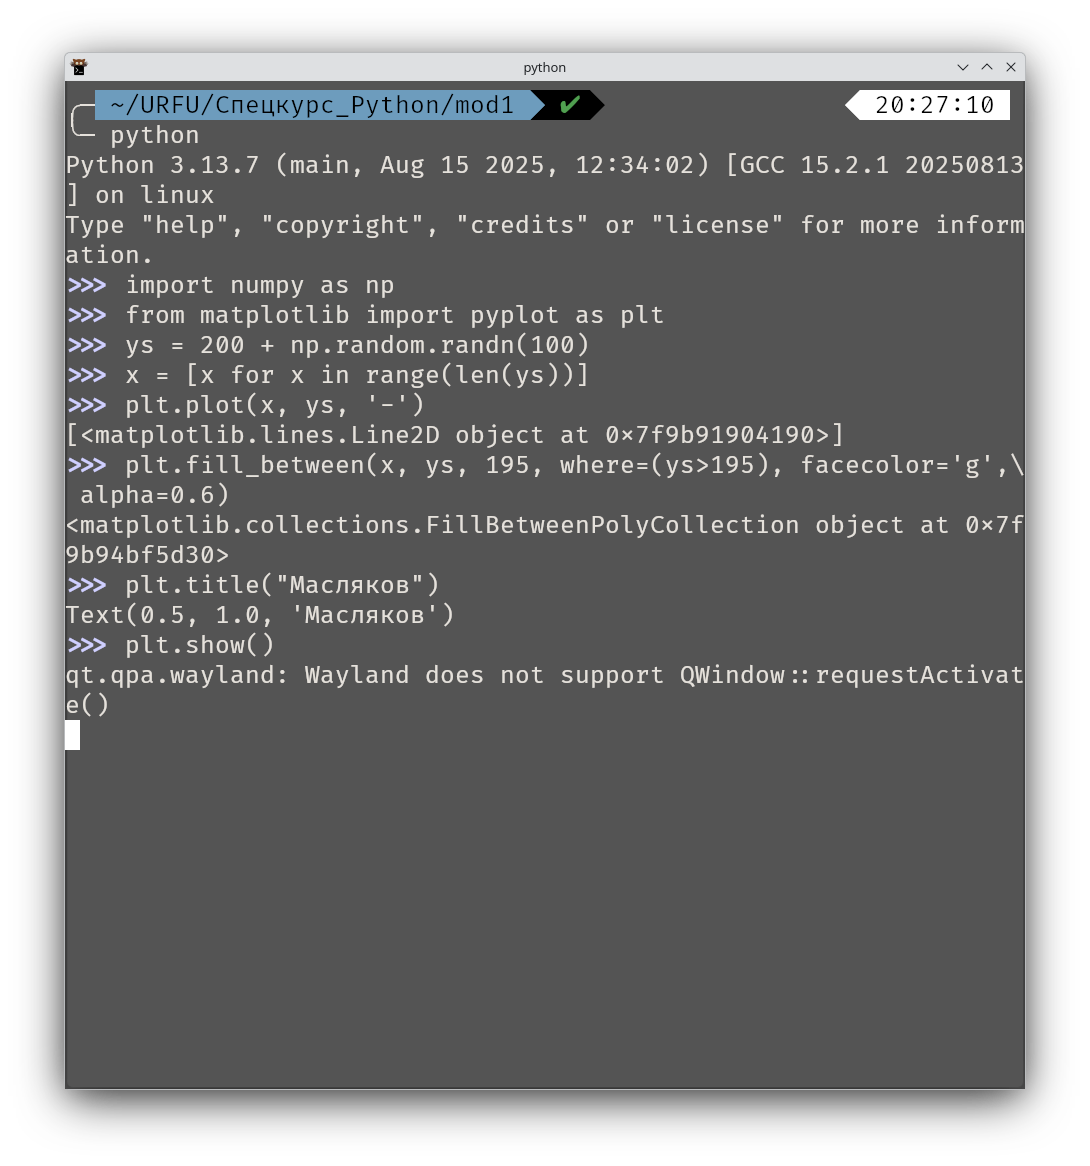 python
~/URFU/Спецкурс_Python/mod1 ✔ 20:27:10
python
Python 3.13.7 (main, Aug 15 2025, 12:34:02) [GCC 15.2.1 20250813
] on linux
Type "help", "copyright", "credits" or "license" for more inform
ation.
>>> import numpy as np
>>> from matplotlib import pyplot as plt
>>> ys = 200 + np.random.randn(100)
>>> x = [x for x in range(len(ys))]
>>> plt.plot(x, ys, '-')
[<matplotlib.lines.Line2D object at 0x7f9b91904190>]
>>> plt.fill_between(x, ys, 195, where=(ys>195), facecolor='g',\
 alpha=0.6)
<matplotlib.collections.FillBetweenPolyCollection object at 0x7f
9b94bf5d30>
>>> plt.title("Масляков")
Text(0.5, 1.0, 'Масляков')
>>> plt.show()
qt.qpa.wayland: Wayland does not support QWindow::requestActivat
e()